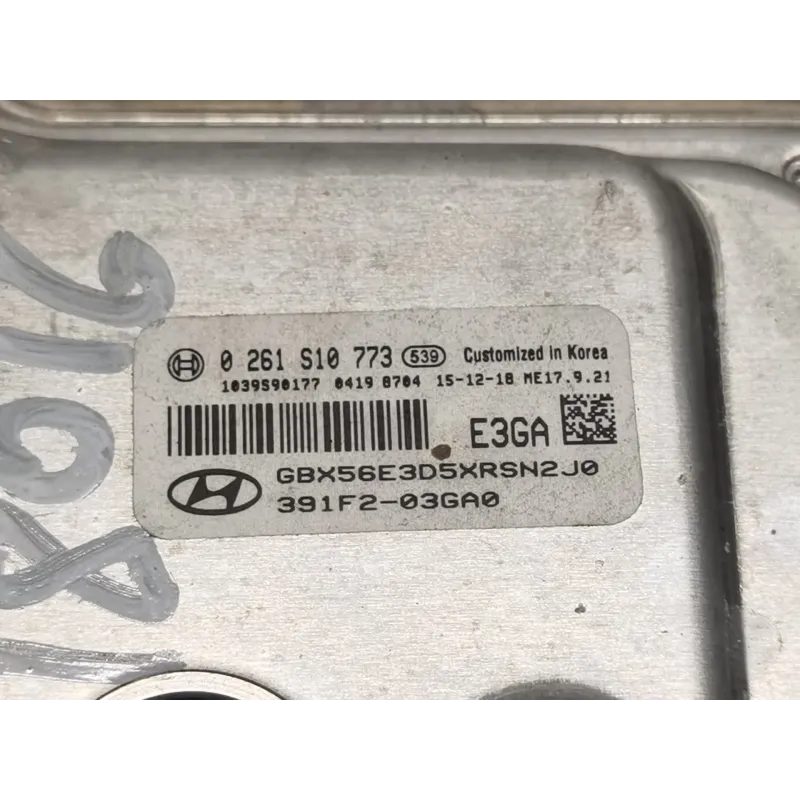 0 261 S10 773 539 Customized in Korea
1039S90177 0419 8704 15-12-18 ME17.9.21
E3GA
GBX56E3D5XRSN2J0
391F2-03GA0